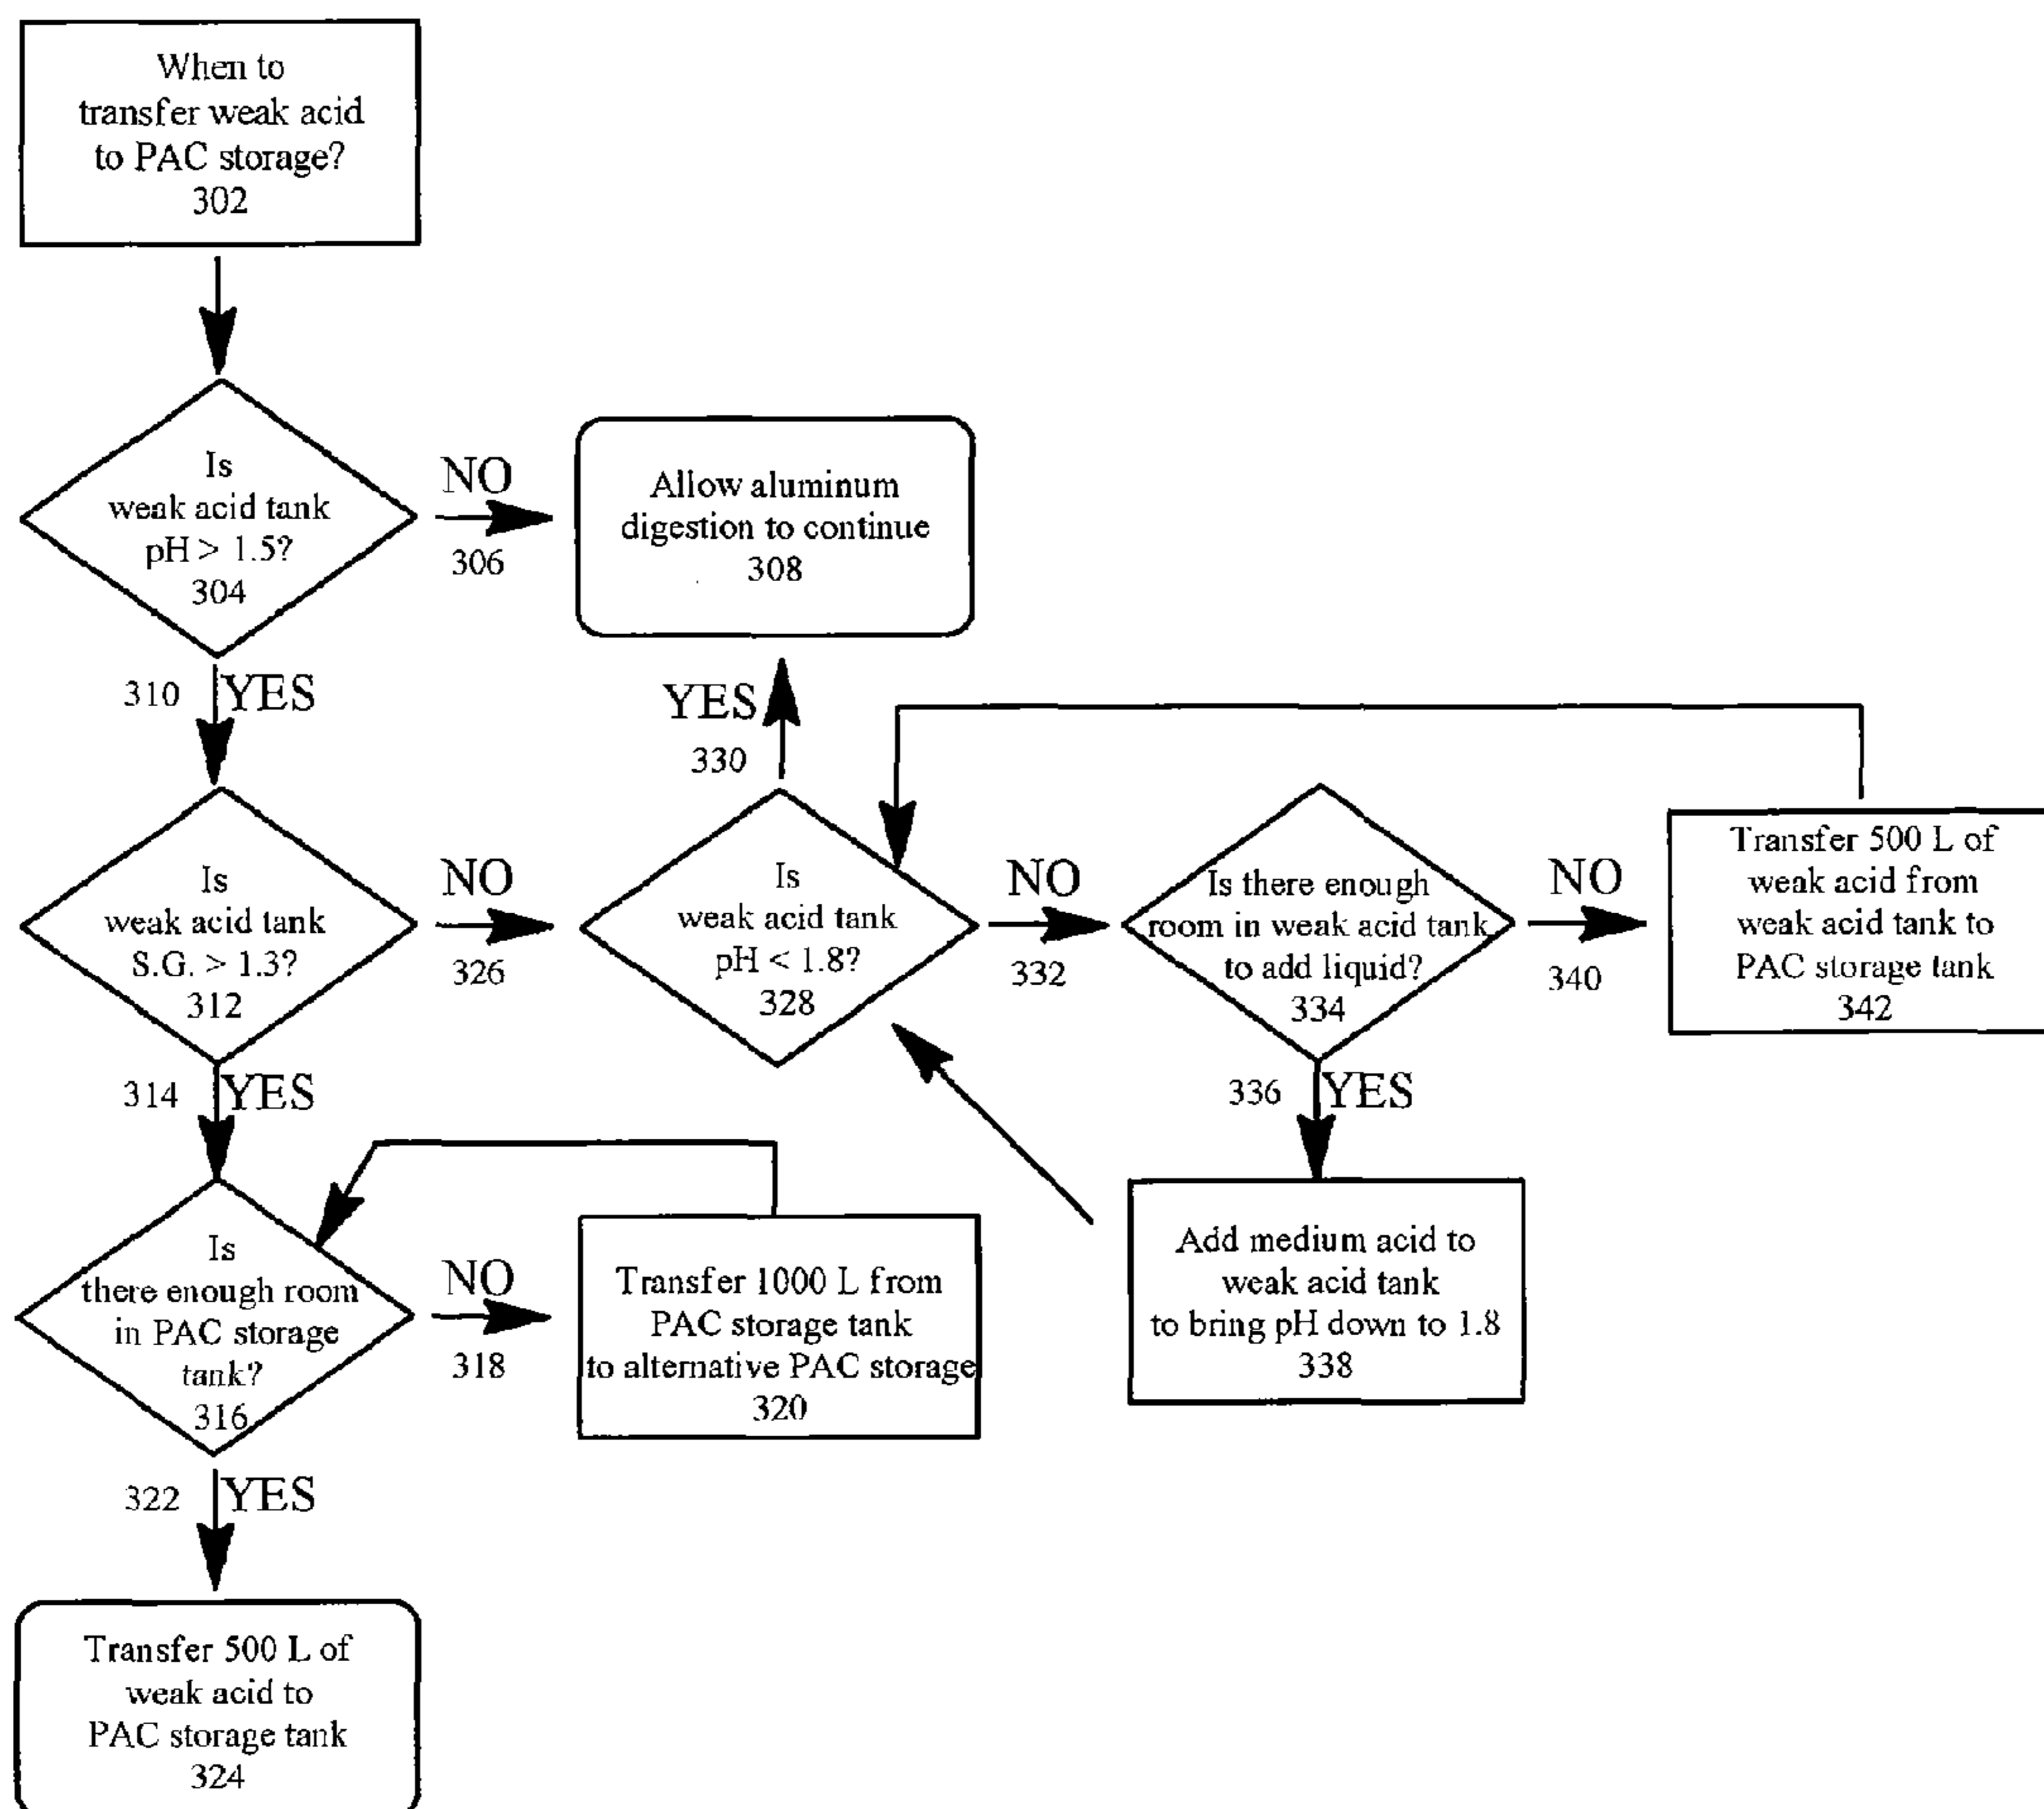 When to
transfer weak acid
to PAC storage?
302
Is
weak acid tank
pH > 1.5?
304
NO
306
Allow aluminum
digestion to continue
308
310
YES
Is
weak acid tank
S.G. > 1.3?
312
NO
326
YES
330
Is
weak acid tank
pH < 1.8?
328
NO
332
Is there enough
room in weak acid tank
to add liquid?
334
NO
340
Transfer 500 L of
weak acid from
weak acid tank to
PAC storage tank
342
314
YES
336
YES
Is
there enough room
in PAC storage
tank?
316
NO
318
Transfer 1000 L from
PAC storage tank
to alternative PAC storage
320
Add medium acid to
weak acid tank
to bring pH down to 1.8
338
322
YES
Transfer 500 L of
weak acid to
PAC storage tank
324